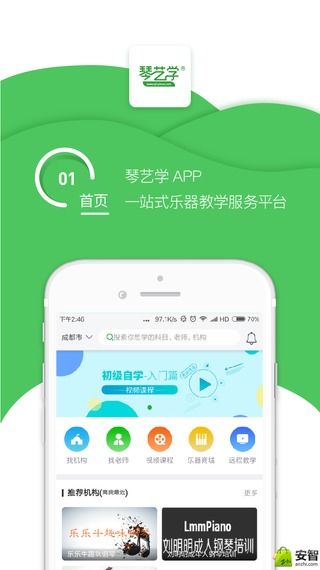 琴艺学®
01
首页
琴艺学 APP
一站式乐器教学服务平台
下午2:46
97.1K/s
HD
70%
成都市
搜索你想学的科目,老师,机构
初级自学-入门篇
视频课程
找机构
找老师
视频课程
乐器商城
远程教学
推荐机构(离我最近)
更多
乐乐牛趣味钢琴
乐乐牛趣玩钢琴
LmmPiano
刘明明成人钢琴培训
刘明明成人钢琴培训
安智
anzhi.com